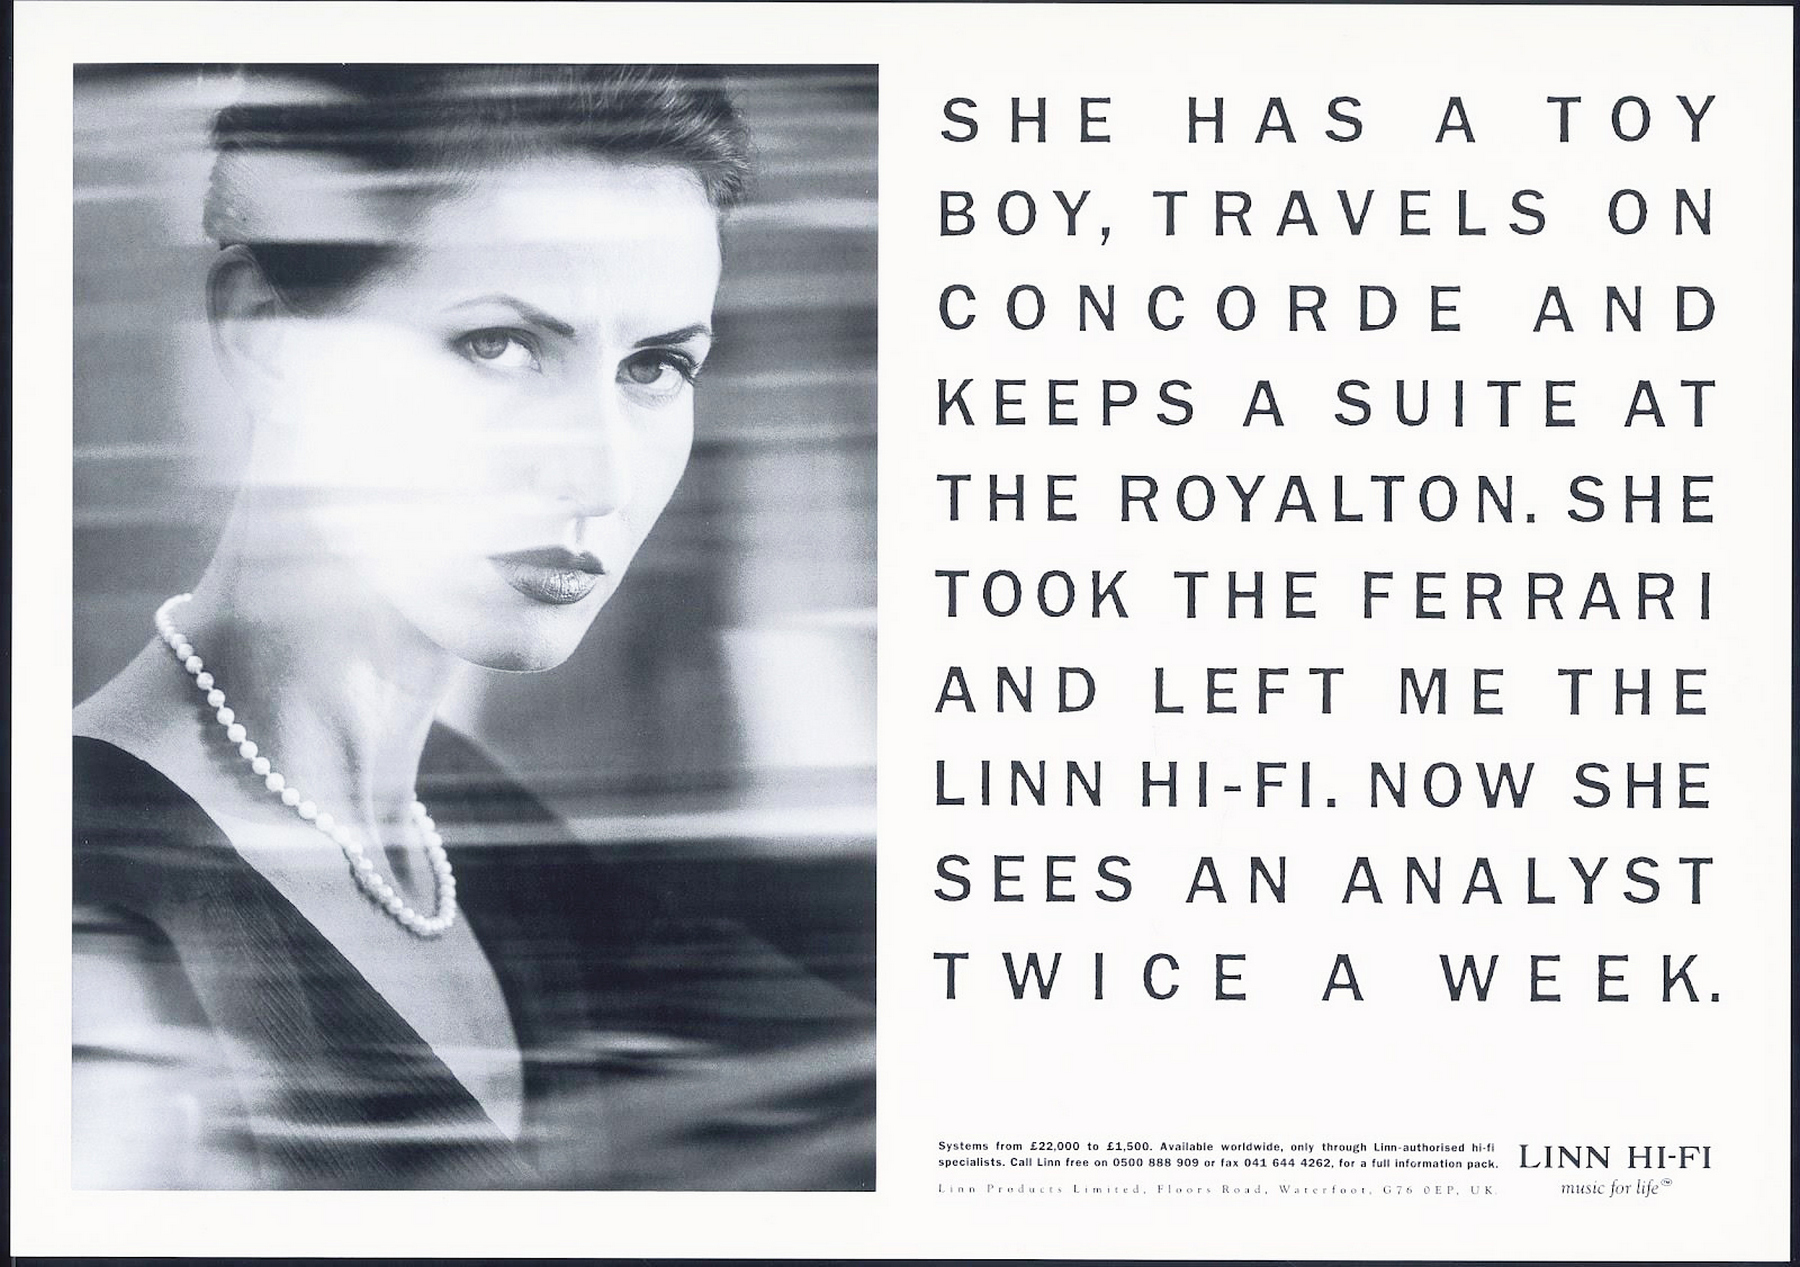 SHE HAS A TOY
BOY, TRAVELS ON
CONCORDE AND
KEEPS A SUITE AT
THE ROYALTON. SHE
TOOK THE FERRARI
AND LEFT ME THE
LINN HI-FI. NOW SHE
SEES AN ANALYST
TWICE A WEEK.
Systems from £22,000 to £1,500. Available worldwide, only through Linn-authorised hi-fi
specialists. Call Linn free on 0500 888 909 or fax 041 644 4262, for a full information pack.
Linn Products Limited, Floors Road, Waterfoot, G76 0EP, UK.
LINN HI-FI
music for life™